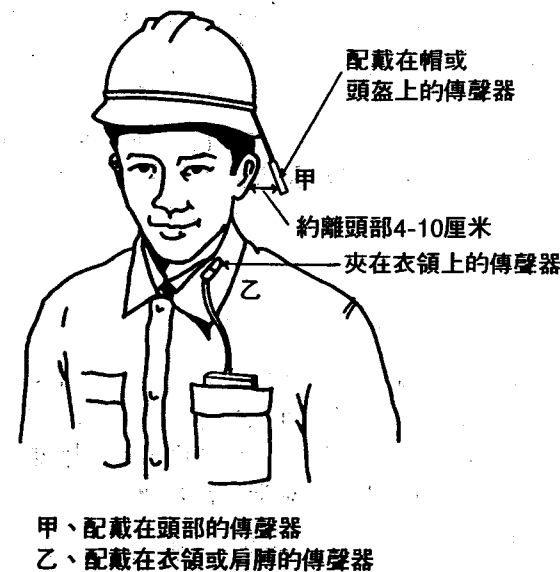 配戴在帽或
頭盔上的傳聲器
甲
約離頭部4-10厘米
夾在衣領上的傳聲器
乙
甲、配戴在頭部的傳聲器
乙、配戴在衣領或肩膊的傳聲器